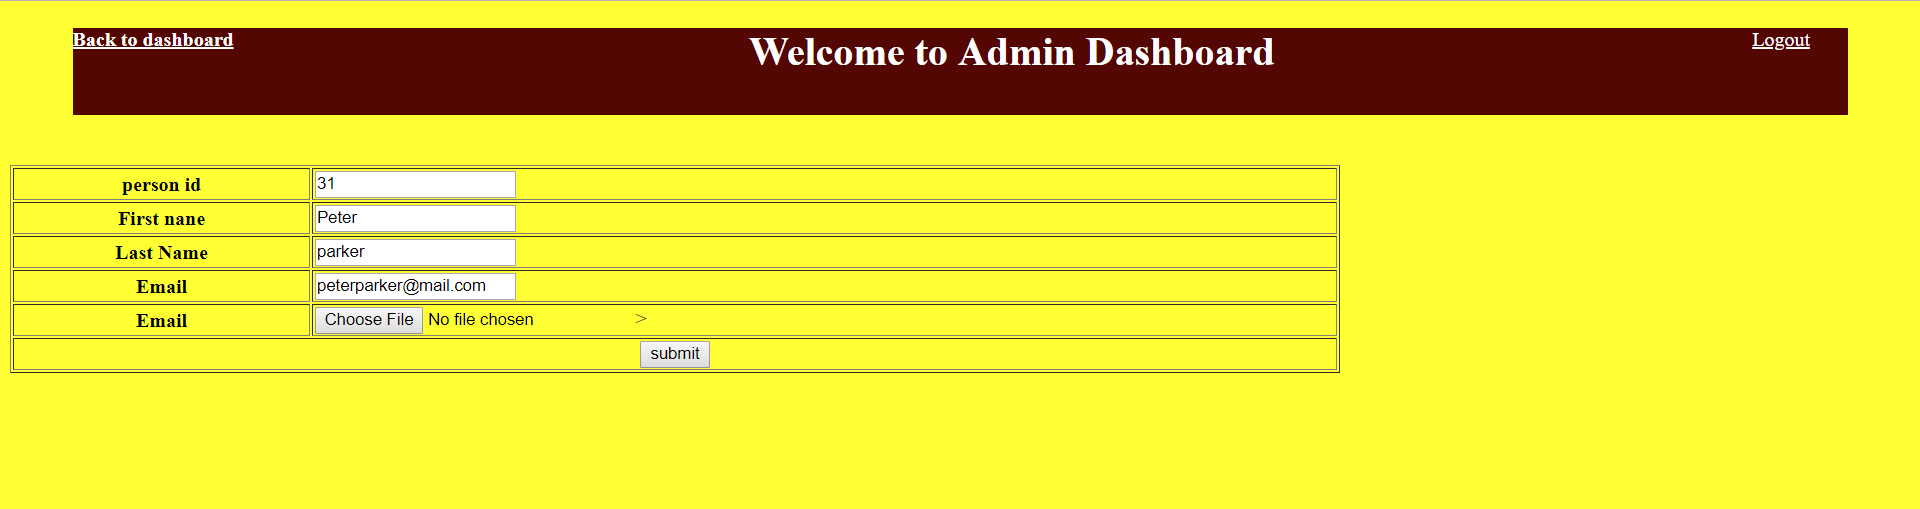 Back to dashboard Welcome to Admin Dashboard Logout
person id 31
First nane Peter
Last Name parker
Email peterparker@mail.com
Email Choose File No file chosen >
submit